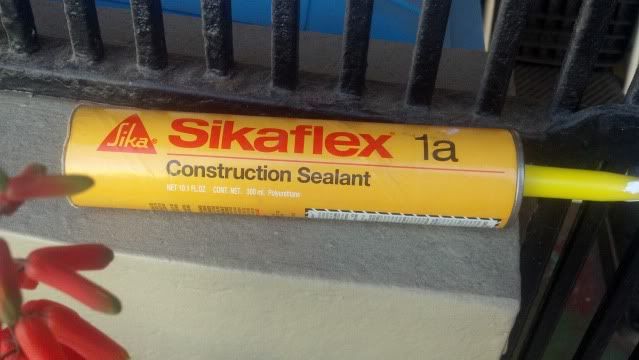 Sika®
Sikaflex 1a
Construction Sealant
NET 10.1 FL.OZ. CONT. NET. 300 ml. Polyurethane